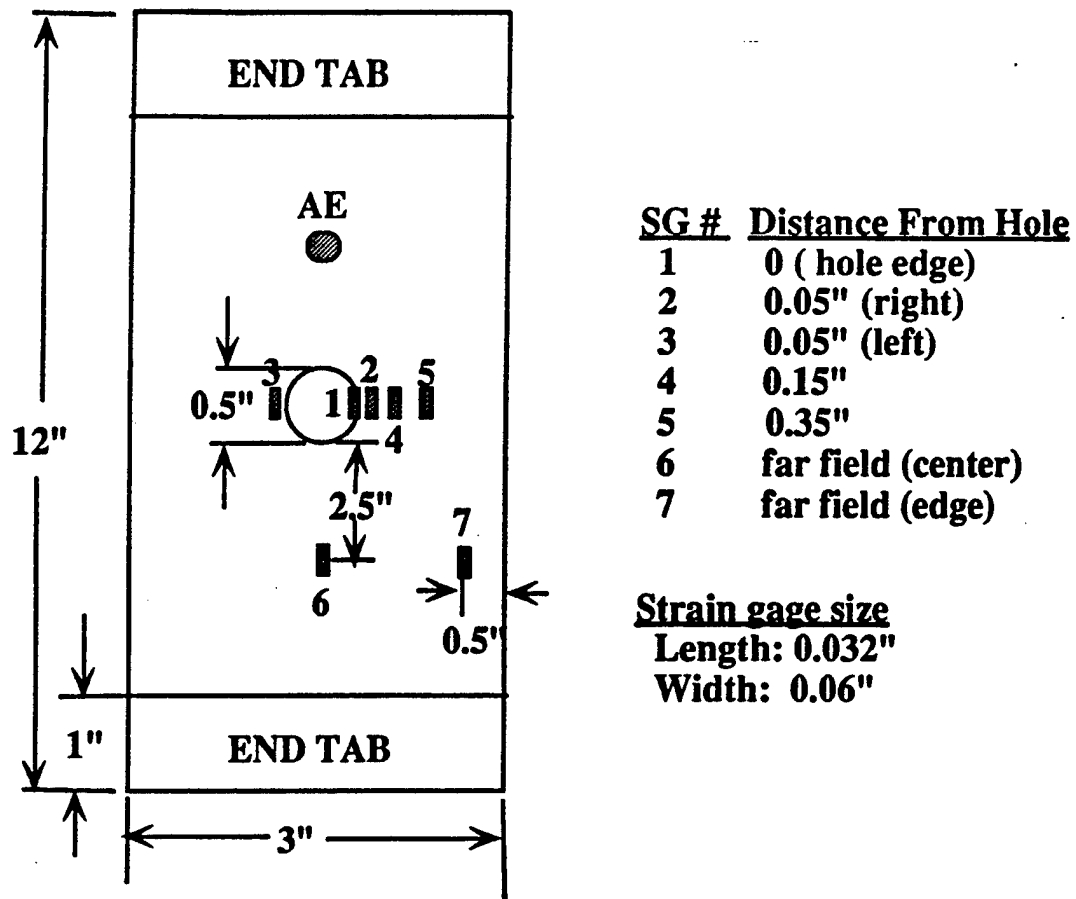 END TAB
AE
SG # Distance From Hole
1 0 ( hole edge)
2 0.05" (right)
3 0.05" (left)
4 0.15"
5 0.35"
6 far field (center)
7 far field (edge)
3 2 5
0.5" 1
4
12"
2.5"
7
6
0.5"
Strain gage size
Length: 0.032"
Width: 0.06"
1"
END TAB
3"